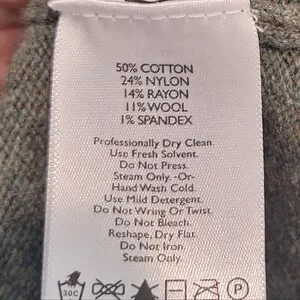 50% COTTON
24% NYLON
14% RAYON
11% WOOL
1% SPANDEX
Professionally Dry Clean.
Use Fresh Solvent.
Do Not Press.
Steam Only. -Or-
Hand Wash Cold.
Use Mild Detergent.
Do Not Wring Or Twist.
Do Not Bleach.
Reshape, Dry Flat.
Do Not Iron.
Steam Only.
30C P